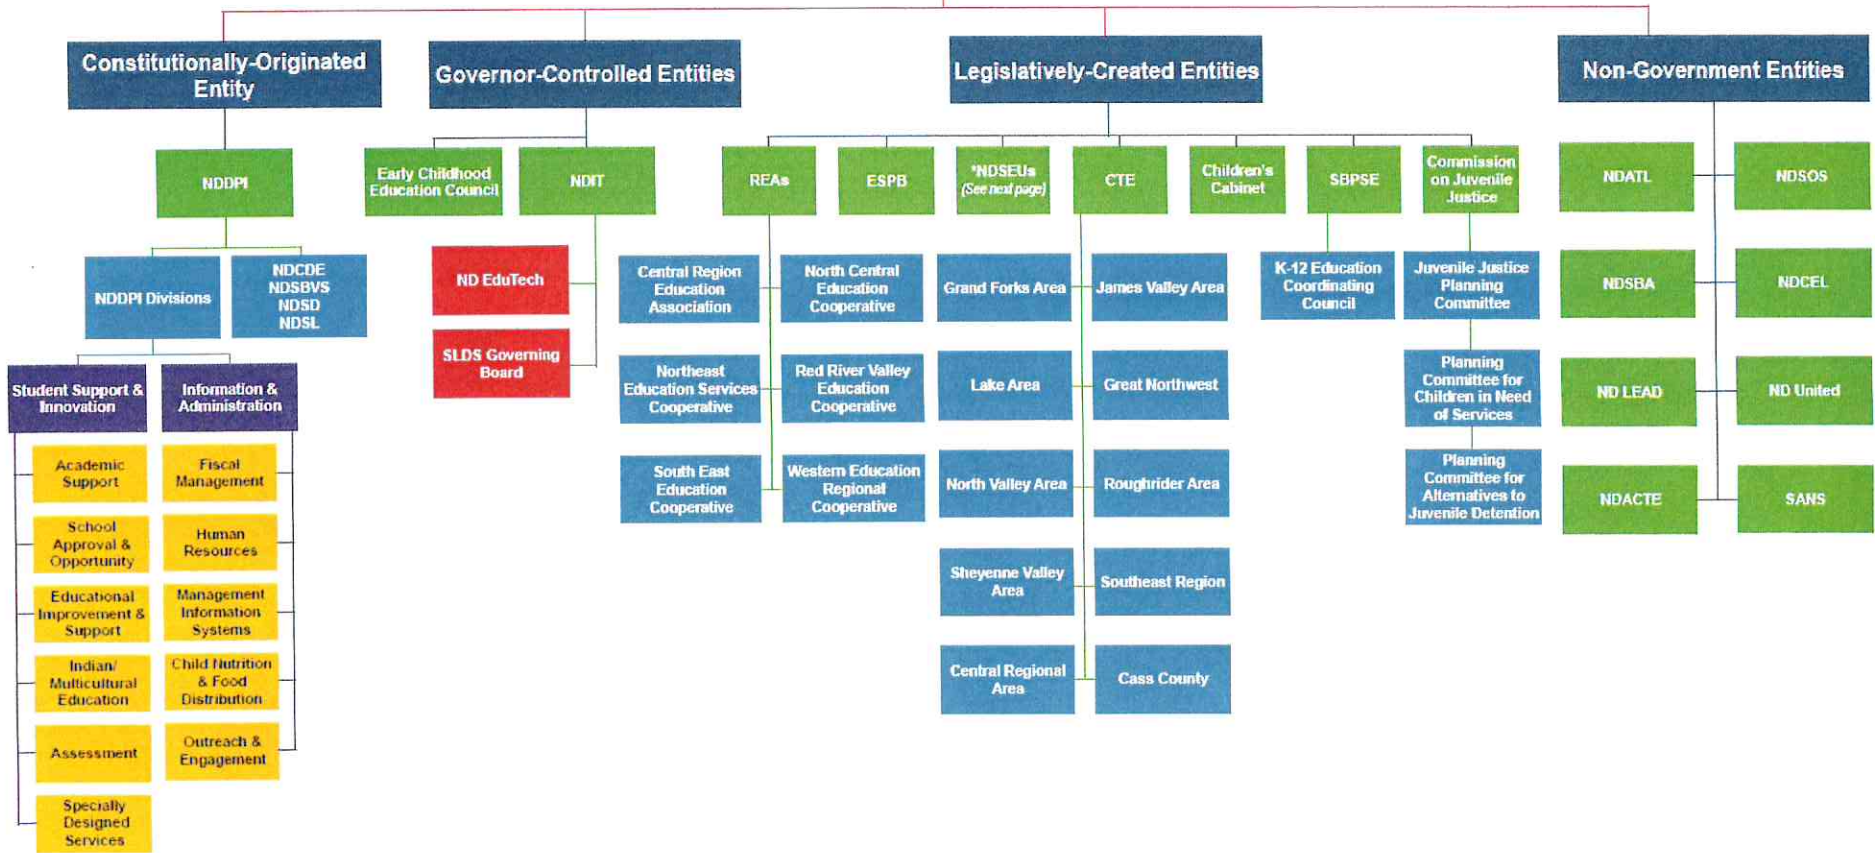 Constitutionally-Originated
Entity
Governor-Controlled Entities
Legislatively-Created Entities
Non-Government Entities
NDDPI
Early Childhood
Education Council
NDIT
REAs
ESPB
*NDSEUs
(See next page)
CTE
Children's
Cabinet
SBPSE
Commission
on Juvenile
Justice
NDATL
NDSOS
NDDPI Divisions
NDCDE
NDSBVS
NDSD
NDSL
ND EduTech
SLDS Governing
Board
Central Region
Education
Association
North Central
Education
Cooperative
Northeast
Education Services
Cooperative
Red River Valley
Education
Cooperative
South East
Education
Cooperative
Western Education
Regional
Cooperative
Grand Forks Area
James Valley Area
Lake Area
Great Northwest
North Valley Area
Roughrider Area
Sheyenne Valley
Area
Southeast Region
Central Regional
Area
Cass County
K-12 Education
Coordinating
Council
Juvenile Justice
Planning
Committee
Planning
Committee for
Children in Need
of Services
Planning
Committee for
Alternatives to
Juvenile Detention
NDSBA
NDCEL
ND LEAD
ND United
NDACTE
SANS
Student Support &
Innovation
Information &
Administration
Academic
Support
School
Approval &
Opportunity
Educational
Improvement &
Support
Indian/
Multicultural
Education
Assessment
Specially
Designed
Services
Fiscal
Management
Human
Resources
Management
Information
Systems
Child Nutrition
& Food
Distribution
Outreach &
Engagement